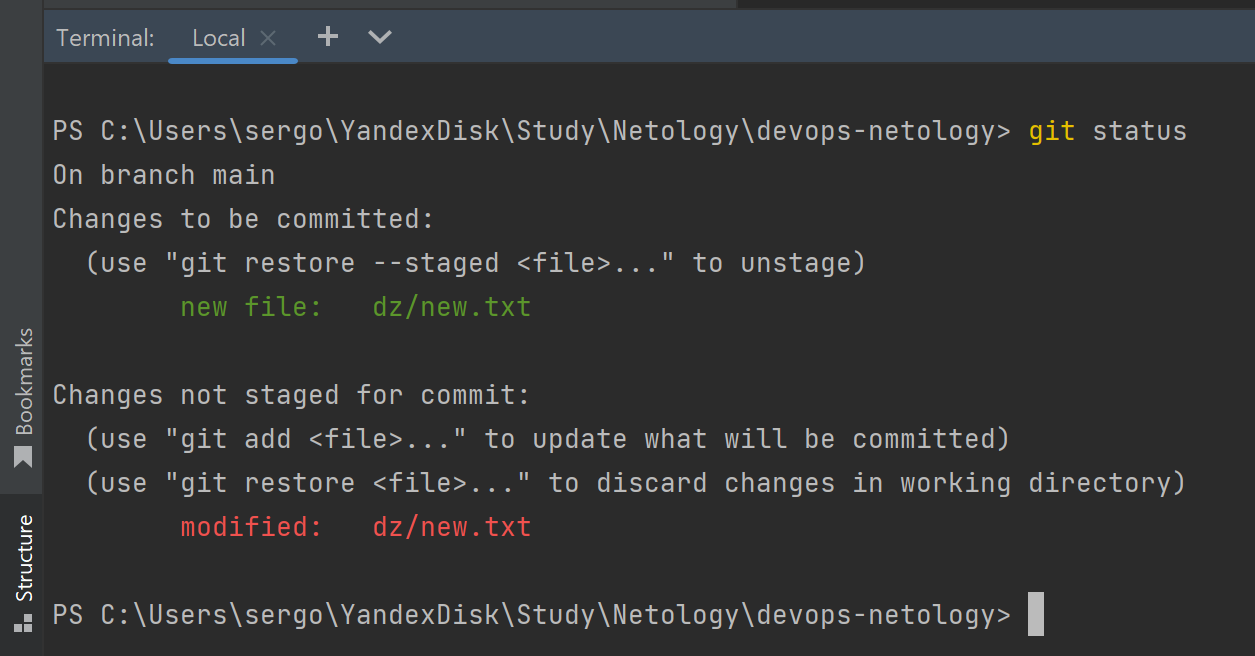 Terminal: Local
PS C:\Users\sergo\YandexDisk\Study\Netology\devops-netology> git status
On branch main
Changes to be committed:
  (use "git restore --staged <file>..." to unstage)
        new file:   dz/new.txt
Changes not staged for commit:
  (use "git add <file>..." to update what will be committed)
  (use "git restore <file>..." to discard changes in working directory)
        modified:   dz/new.txt
PS C:\Users\sergo\YandexDisk\Study\Netology\devops-netology>
Bookmarks
Structure